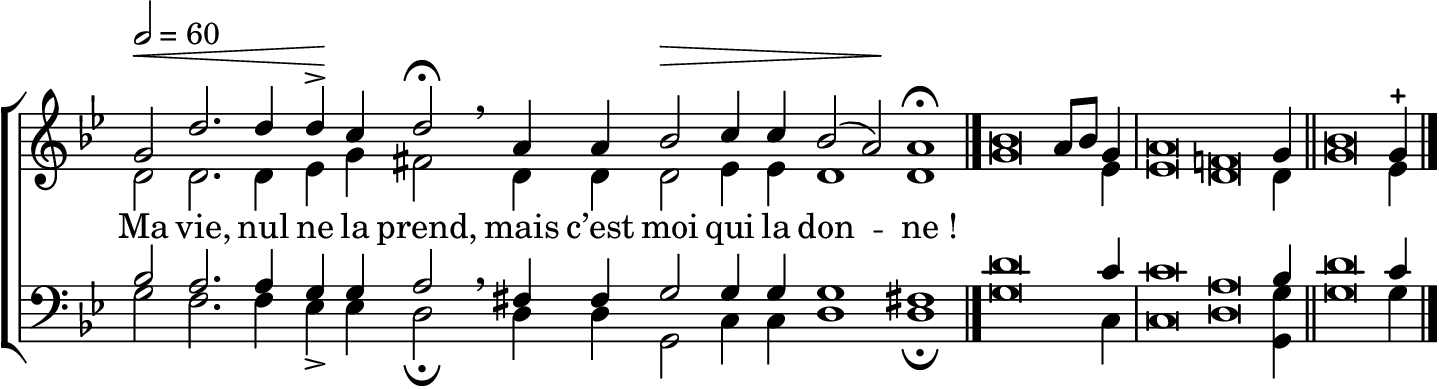 = 60
Ma vie, nul ne la prend, mais c’est moi qui la don - ne !